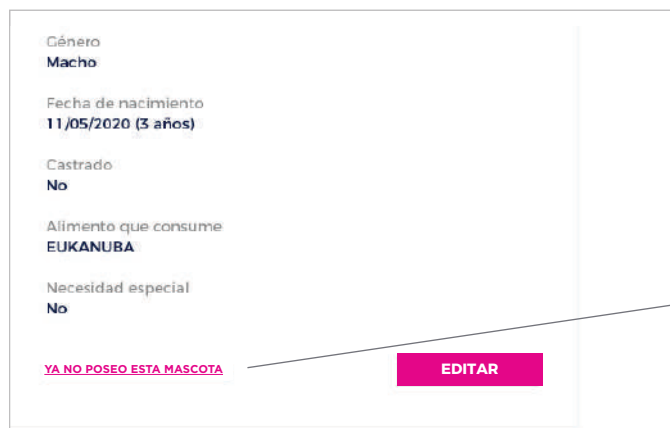 Género
Macho
Fecha de nacimiento
11/05/2020 (3 años)
Castrado
No
Alimento que consume
EUKANUBA
Necesidad especial
No
YA NO POSEO ESTA MASCOTA
EDITAR